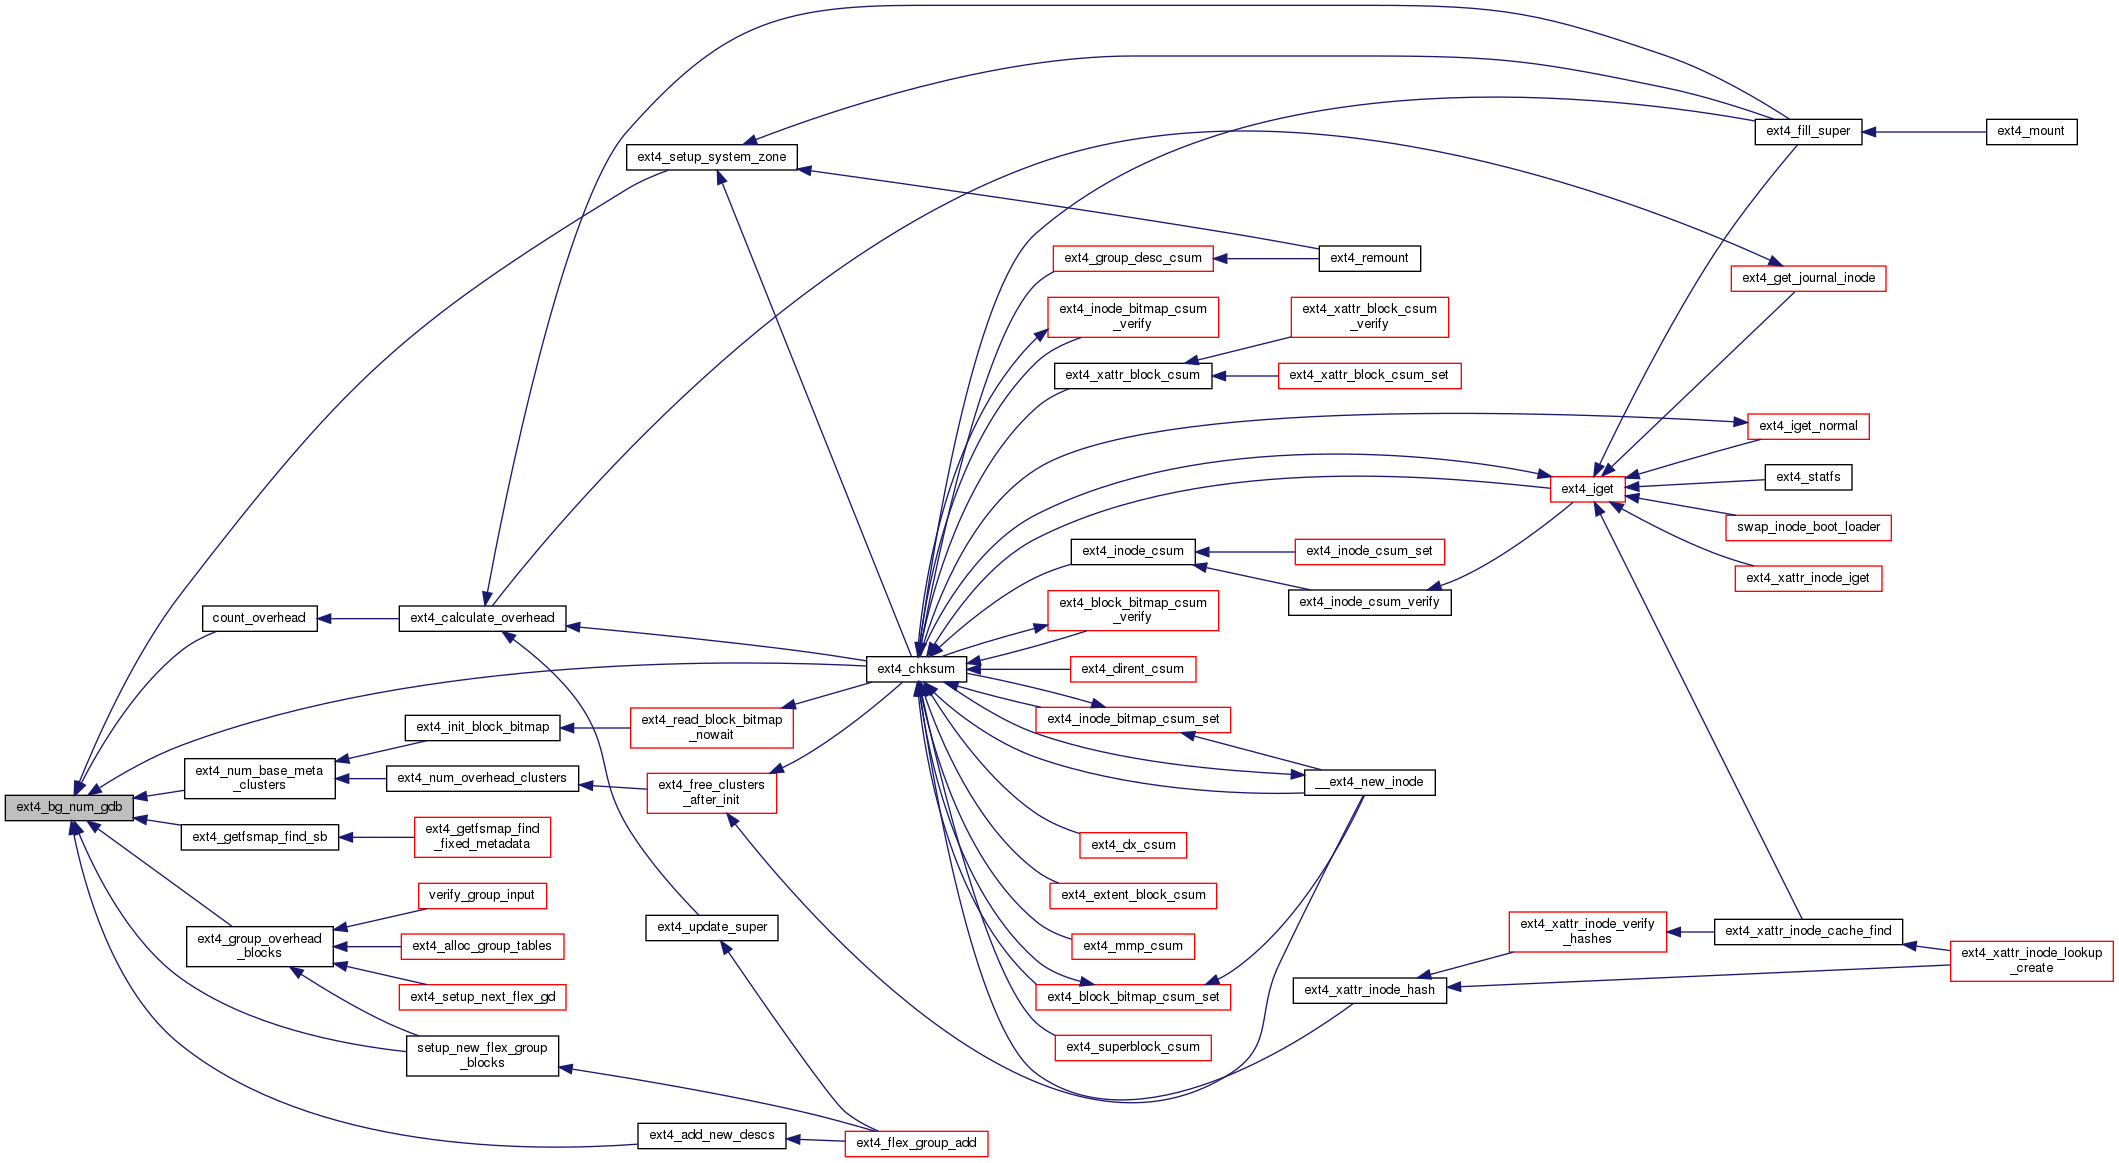 ext4_fill_super
ext4_mount
ext4_setup_system_zone
ext4_group_desc_csum
ext4_remount
ext4_get_journal_inode
ext4_inode_bitmap_csum
_verify
ext4_xattr_block_csum
_verify
ext4_xattr_block_csum
ext4_xattr_block_csum_set
ext4_iget_normal
ext4_statfs
ext4_iget
swap_inode_boot_loader
ext4_inode_csum
ext4_inode_csum_set
ext4_xattr_inode_iget
ext4_inode_csum_verify
count_overhead
ext4_calculate_overhead
ext4_block_bitmap_csum
_verify
ext4_chksum
ext4_dirent_csum
ext4_init_block_bitmap
ext4_read_block_bitmap
_nowait
ext4_inode_bitmap_csum_set
ext4_num_base_meta
_clusters
ext4_num_overhead_clusters
ext4_free_clusters
_after_init
__ext4_new_inode
ext4_bg_num_gdb
ext4_getfsmap_find_sb
ext4_getfsmap_find
_fixed_metadata
ext4_dx_csum
verify_group_input
ext4_extent_block_csum
ext4_group_overhead
_blocks
ext4_alloc_group_tables
ext4_update_super
ext4_mmp_csum
ext4_xattr_inode_verify
_hashes
ext4_xattr_inode_cache_find
ext4_xattr_inode_lookup
_create
ext4_setup_next_flex_gd
ext4_block_bitmap_csum_set
ext4_xattr_inode_hash
setup_new_flex_group
_blocks
ext4_superblock_csum
ext4_add_new_descs
ext4_flex_group_add